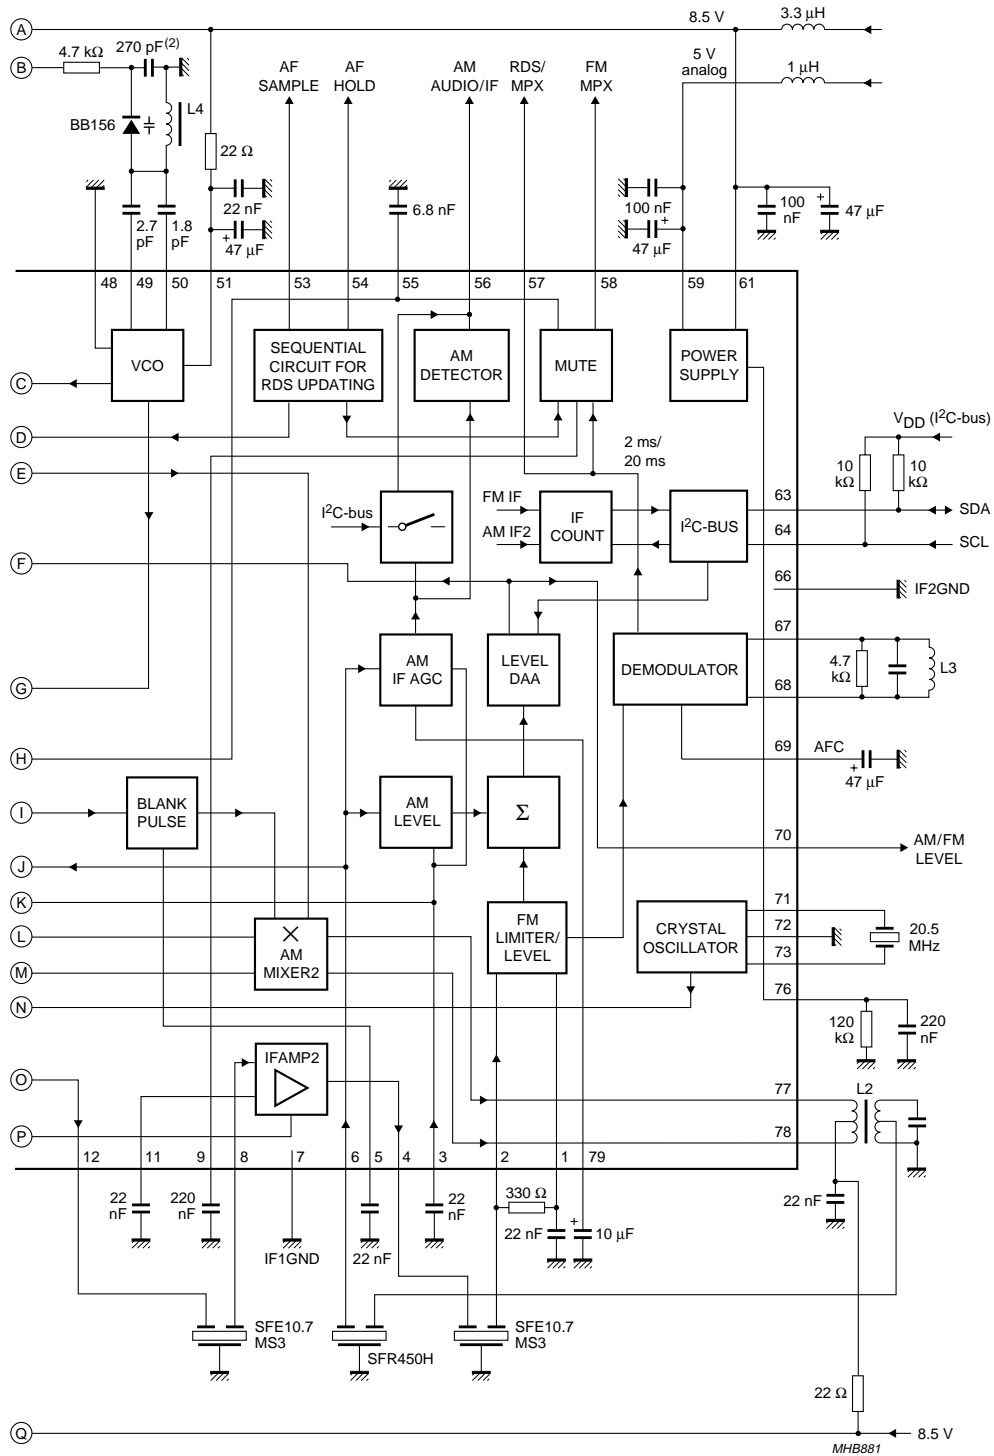 A
8.5 V
3.3 μH
B
4.7 kΩ
270 pF(2)
5 V
analog
1 μH
AF
SAMPLE
AF
HOLD
AM
AUDIO/IF
RDS/
MPX
FM
MPX
L4
BB156
22 Ω
22 nF
47 μF
+
2.7
pF
1.8
pF
6.8 nF
100 nF
+
47 μF
100
nF
+
47 μF
48
49
50
51
53
54
55
56
57
58
59
61
VCO
SEQUENTIAL
CIRCUIT FOR
RDS UPDATING
AM
DETECTOR
MUTE
POWER
SUPPLY
C
D
E
VDD (I2C-bus)
2 ms/
20 ms
10
kΩ
10
kΩ
I2C-bus
FM IF
AM IF2
IF
COUNT
I2C-BUS
63
SDA
64
SCL
F
66
IF2GND
G
AM
IF AGC
LEVEL
DAA
DEMODULATOR
67
4.7
kΩ
L3
68
H
69
AFC
+
47 μF
I
BLANK
PULSE
AM
LEVEL
Σ
70
AM/FM
LEVEL
J
K
L
M
N
×
AM
MIXER2
FM
LIMITER/
LEVEL
CRYSTAL
OSCILLATOR
71
72
73
20.5
MHz
76
120
kΩ
220
nF
O
P
IFAMP2
77
78
L2
12
11
9
8
7
6
5
4
3
2
1
79
22
nF
220
nF
IF1GND
22 nF
22
nF
330 Ω
22 nF
+
10 μF
22 nF
SFE10.7
MS3
SFR450H
SFE10.7
MS3
22 Ω
Q
8.5 V
MHB881